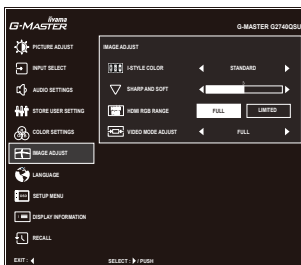 iiyama
G-MASTER
G-MASTER G2740QSU
PICTURE ADJUST
INPUT SELECT
AUDIO SETTINGS
STORE USER SETTING
COLOR SETTINGS
IMAGE ADJUST
LANGUAGE
SETUP MENU
DISPLAY INFORMATION
RECALL
IMAGE ADJUST
I-STYLE COLOR STANDARD
SHARP AND SOFT
HDMI RGB RANGE FULL LIMITED
VIDEO MODE ADJUST FULL
EXIT :
SELECT : / PUSH